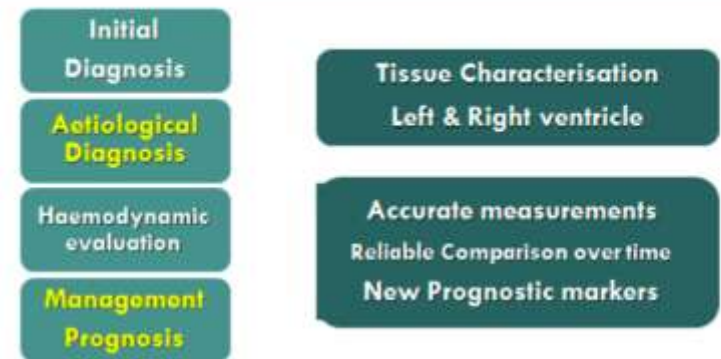 Initial
Diagnosis
Aetiological
Diagnosis
Haemodynamic
evaluation
Management
Prognosis
Tissue Characterisation
Left & Right ventricle
Accurate measurements
Reliable Comparison over time
New Prognostic markers